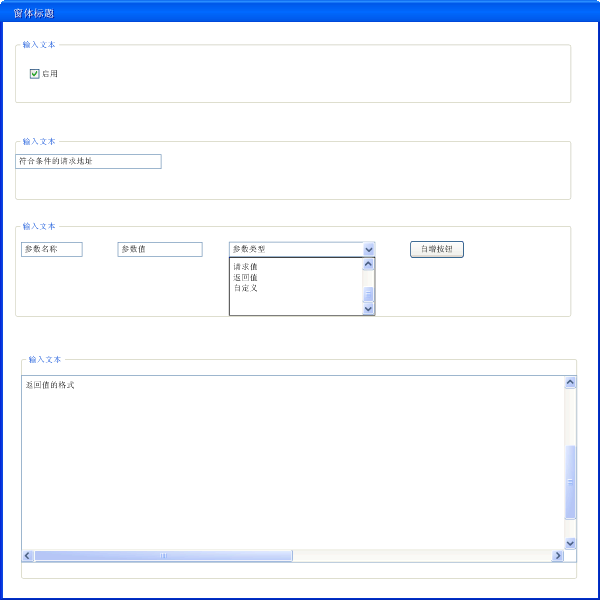 窗体标题
输入文本
启用
输入文本
符合条件的请求地址
输入文本
参数名称 参数值 参数类型 自增按钮
请求值
返回值
自定义
输入文本
返回值的格式